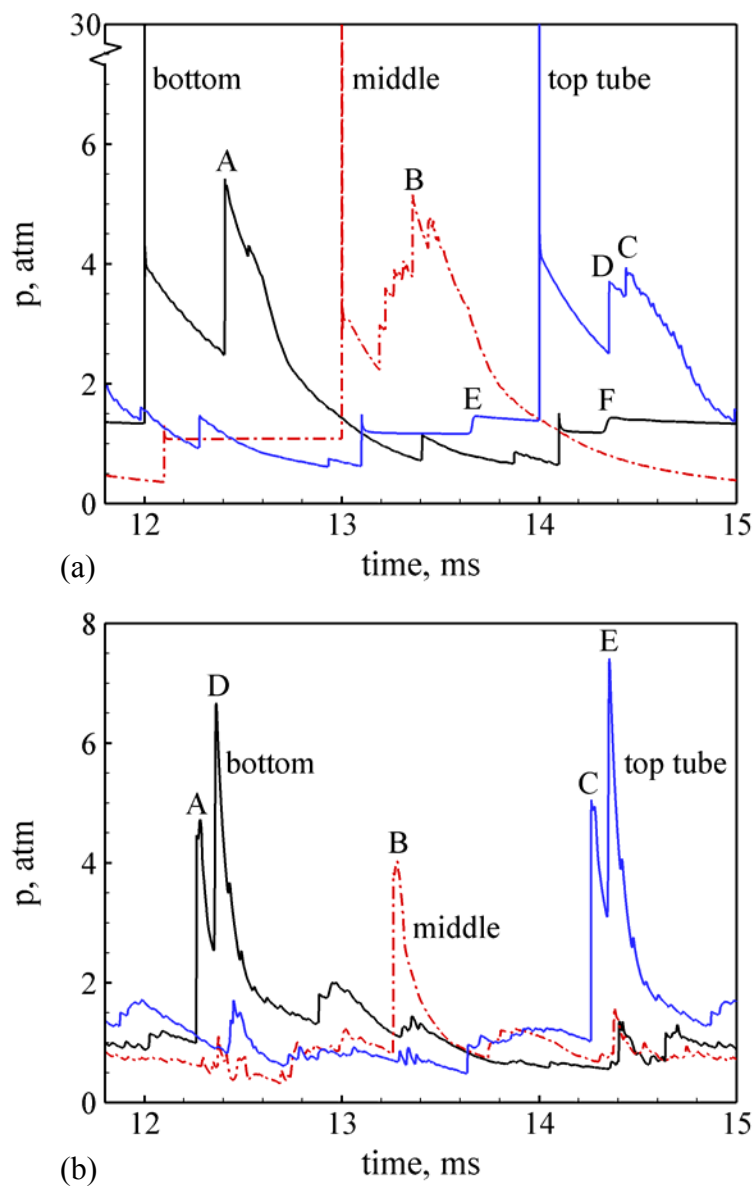 30
bottom
middle
top tube
A
B
6
p, atm
D
C
4
2
E
F
0
12
13
14
15
(a)
time, ms
8
E
D
bottom
top tube
6
A
C
p, atm
B
4
middle
2
0
12
13
14
15
(b)
time, ms